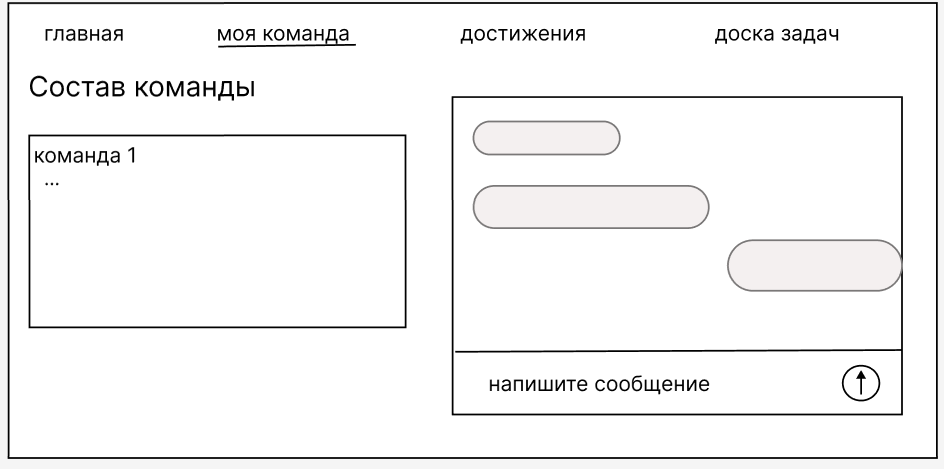 главная
моя команда
достижения
доска задач
Состав команды
команда 1
...
напишите сообщение